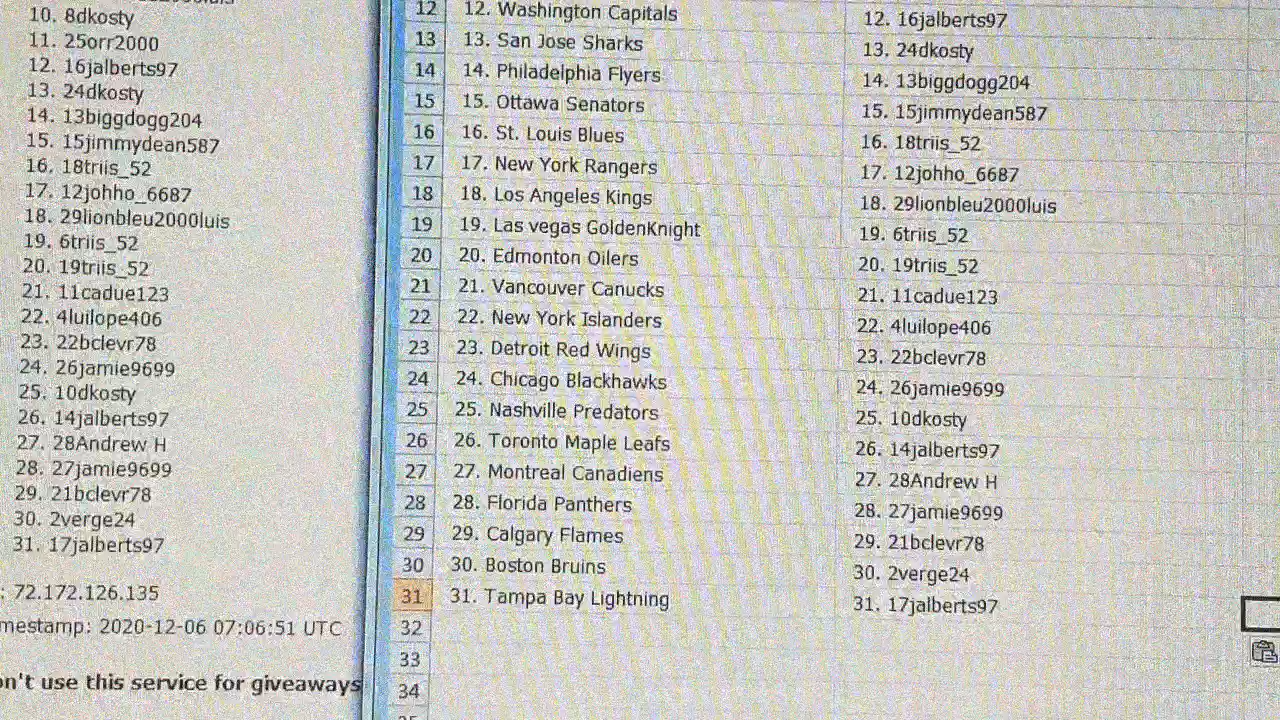 10. 8dkosty
11. 25orr2000
12. 16jalberts97
13. 24dkosty
14. 13biggdogg204
15. 15jimmydean587
16. 18triis_52
17. 12johho_6687
18. 29lionbleu2000luis
19. 6triis_52
20. 19triis_52
21. 11cadue123
22. 4luilope406
23. 22bclevr78
24. 26jamie9699
25. 10dkosty
26. 14jalberts97
27. 28Andrew H
28. 27jamie9699
29. 21bclevr78
30. 2verge24
31. 17jalberts97
: 72.172.126.135
mestamp: 2020-12-06 07:06:51 UTC
on't use this service for giveaways
12 12. Washington Capitals 12. 16jalberts97
13 13. San Jose Sharks 13. 24dkosty
14 14. Philadelphia Flyers 14. 13biggdogg204
15 15. Ottawa Senators 15. 15jimmydean587
16 16. St. Louis Blues 16. 18triis_52
17 17. New York Rangers 17. 12johho_6687
18 18. Los Angeles Kings 18. 29lionbleu2000luis
19 19. Las vegas GoldenKnight 19. 6triis_52
20 20. Edmonton Oilers 20. 19triis_52
21 21. Vancouver Canucks 21. 11cadue123
22 22. New York Islanders 22. 4luilope406
23 23. Detroit Red Wings 23. 22bclevr78
24 24. Chicago Blackhawks 24. 26jamie9699
25 25. Nashville Predators 25. 10dkosty
26 26. Toronto Maple Leafs 26. 14jalberts97
27 27. Montreal Canadiens 27. 28Andrew H
28 28. Florida Panthers 28. 27jamie9699
29 29. Calgary Flames 29. 21bclevr78
30 30. Boston Bruins 30. 2verge24
31 31. Tampa Bay Lightning 31. 17jalberts97
32
33
34